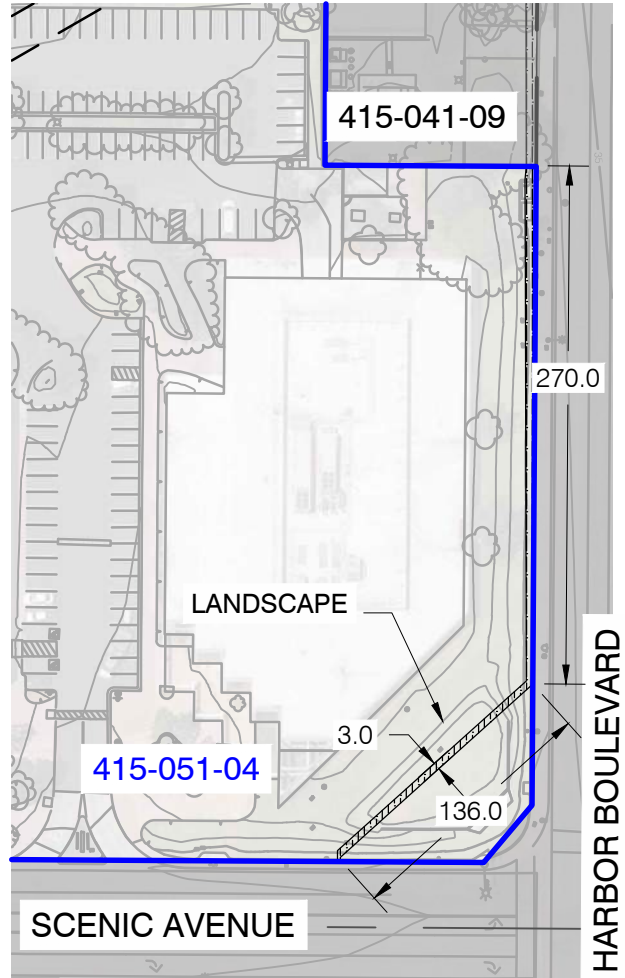 415-041-09
270.0
LANDSCAPE
3.0
415-051-04
136.0
HARBOR BOULEVARD
SCENIC AVENUE